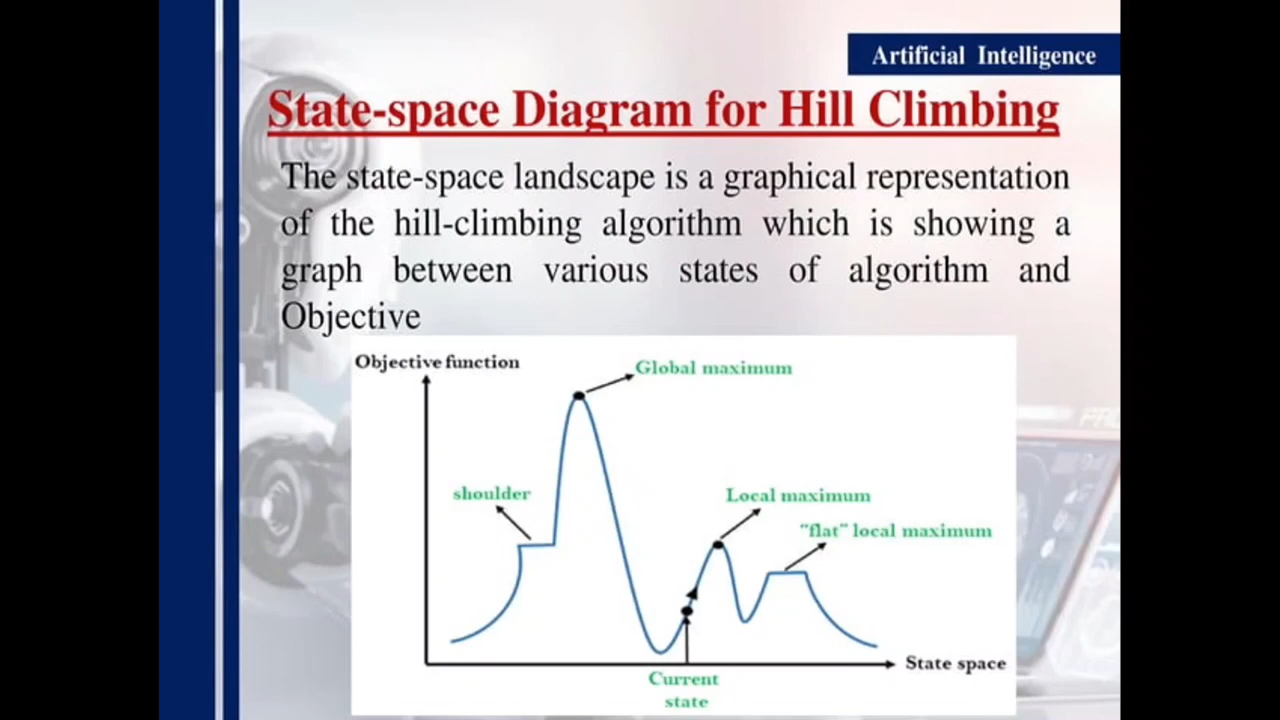 Artificial Intelligence
State-space Diagram for Hill Climbing
The state-space landscape is a graphical representation
of the hill-climbing algorithm which is showing a
graph between various states of algorithm and
Objective
Objective function
Global maximum
shoulder
Local maximum
"flat" local maximum
State space
Current
state